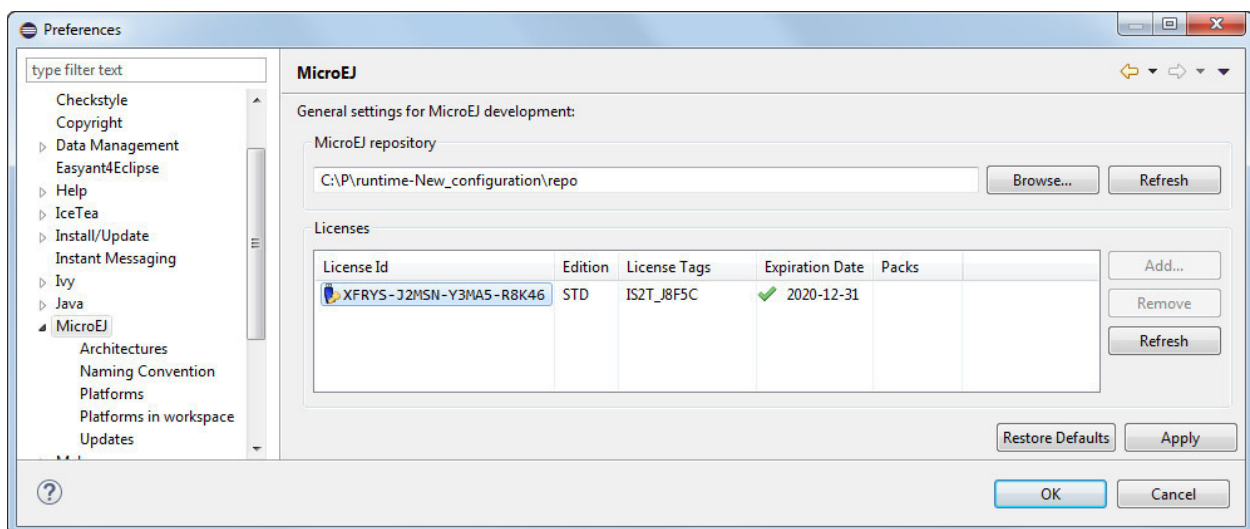 Preferences
type filter text
Checkstyle
Copyright
Data Management
Easyant4Eclipse
Help
IceTea
Install/Update
Instant Messaging
Ivy
Java
MicroEJ
Architectures
Naming Convention
Platforms
Platforms in workspace
Updates
MicroEJ
General settings for MicroEJ development:
MicroEJ repository
C:\P\runtime-New_configuration\repo Browse... Refresh
Licenses
License Id Edition License Tags Expiration Date Packs
XFRYS-J2MSN-Y3MA5-R8K46 STD IS2T_J8F5C 2020-12-31
Add...
Remove
Refresh
Restore Defaults Apply
OK Cancel